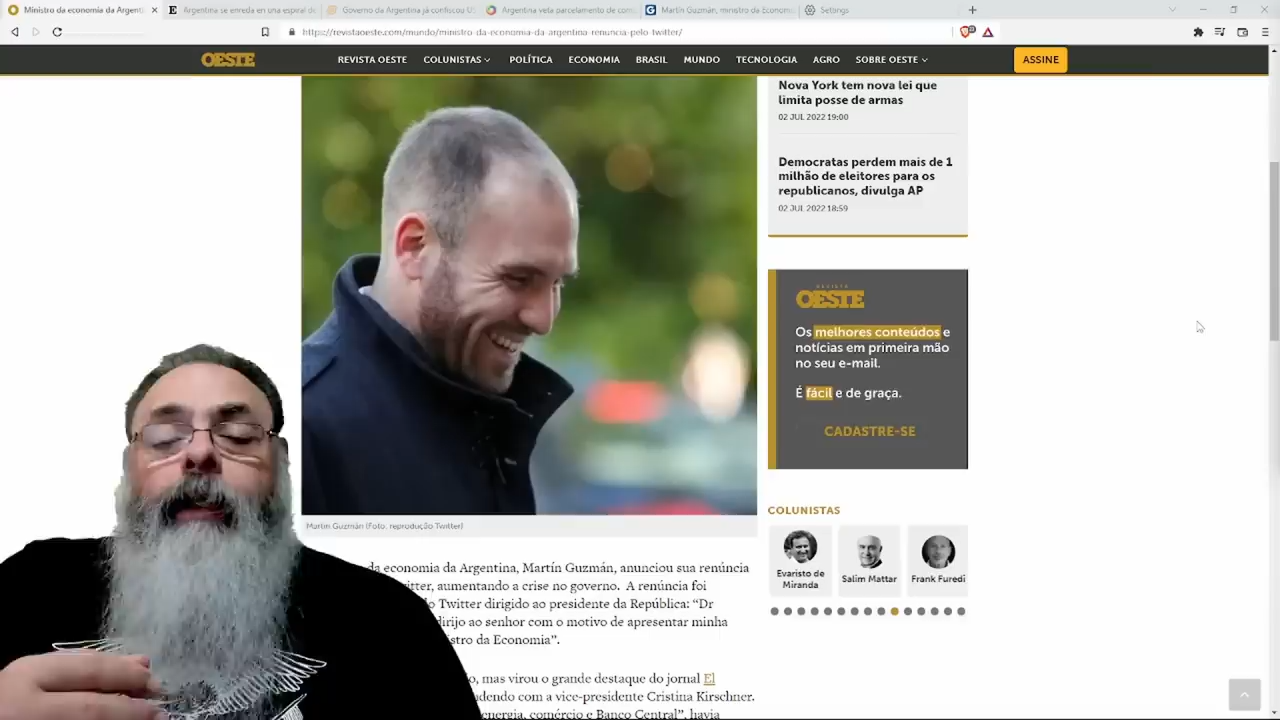 Ministro da economia da Argent
Argentina se enreda en una espiral de
Governo da Argentina já confiscou U
Argentina veta parcelamento de com
Martín Guzmán, ministro da Economi
Settings
https://revistaoeste.com/mundo/ministro-da-economia-da-argentina-renuncia-pelo-twitter/
OESTE
REVISTA OESTE
COLUNISTAS
POLÍTICA
ECONOMIA
BRASIL
MUNDO
TECNOLOGIA
AGRO
SOBRE OESTE
ASSINE
Nova York tem nova lei que
limita posse de armas
02 JUL 2022 19:00
Democratas perdem mais de 1
milhão de eleitores para os
republicanos, divulga AP
02 JUL 2022 18:59
REVISTA
OESTE
Os melhores conteúdos e
notícias em primeira mão
no seu e-mail.
É fácil e de graça.
CADASTRE-SE
COLUNISTAS
Evaristo de
Miranda
Salim Mattar
Frank Furedi
Martín Guzmán (Foto: reprodução Twitter)
da economia da Argentina, Martín Guzmán, anunciou sua renúncia
itter, aumentando a crise no governo. A renúncia foi
o Twitter dirigido ao presidente da República: “Dr
dirijo ao senhor com o motivo de apresentar minha
istro da Economia”.
o, mas virou o grande destaque do jornal El
dendo com a vice-presidente Cristina Kirschner.
energia, comércio e Banco Central”, havia